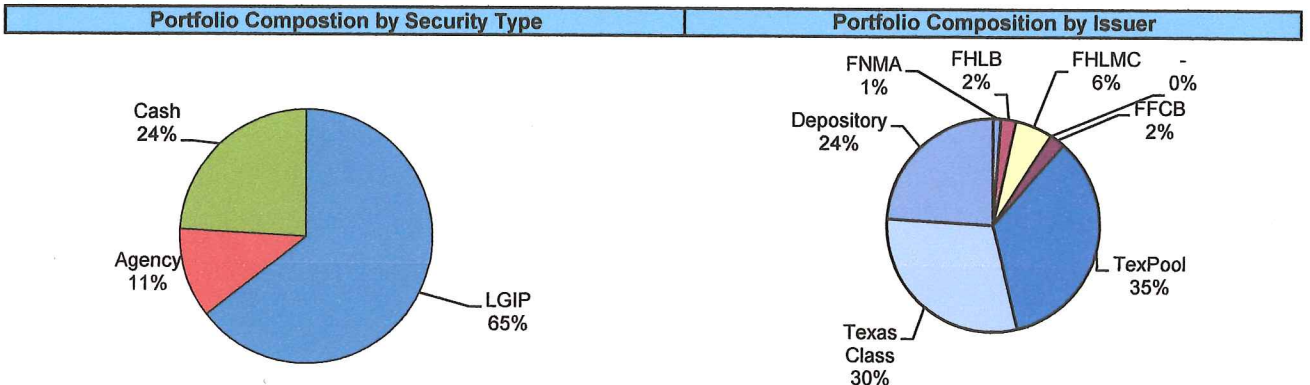 Portfolio Compostion by Security Type
Portfolio Composition by Issuer
Cash
24%
Agency
11%
LGIP
65%
FNMA
1%
FHLB
2%
FHLMC
6%
-
0%
FFCB
2%
Depository
24%
TexPool
35%
Texas
Class
30%